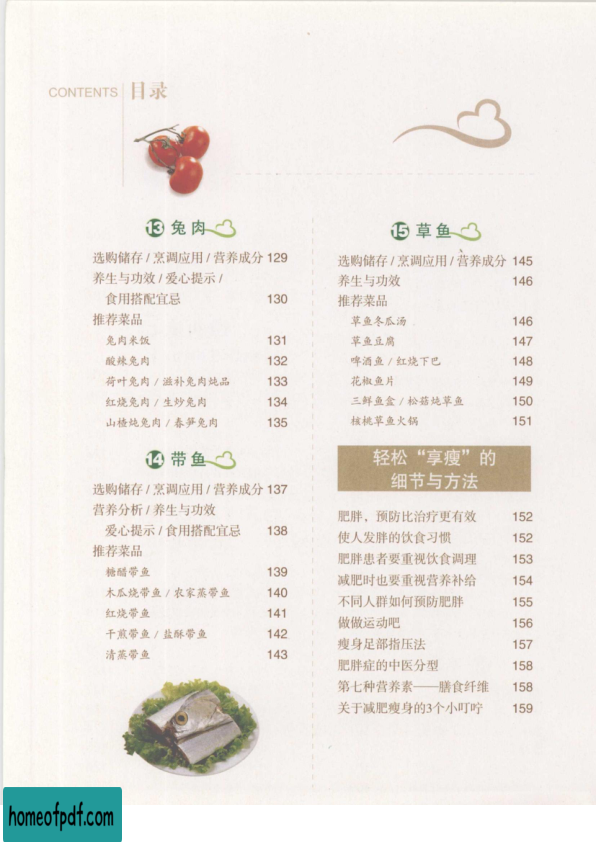 CONTENTS 目录
13 兔肉
选购储存 / 烹调应用 / 营养成分 129
养生与功效 / 爱心提示 /
食用搭配宜忌 130
推荐菜品
兔肉米饭 131
酸辣兔肉 132
荷叶兔肉 / 滋补兔肉炖品 133
红烧兔肉 / 生炒兔肉 134
山楂炖兔肉 / 春笋兔肉 135
14 带鱼
选购储存 / 烹调应用 / 营养成分 137
营养分析 / 养生与功效
爱心提示 / 食用搭配宜忌 138
推荐菜品
糖醋带鱼 139
木瓜烧带鱼 / 农家蒸带鱼 140
红烧带鱼 141
干煎带鱼 / 盐酥带鱼 142
清蒸带鱼 143
15 草鱼
选购储存 / 烹调应用 / 营养成分 145
养生与功效 146
推荐菜品
草鱼冬瓜汤 146
草鱼豆腐 147
啤酒鱼 / 红烧下巴 148
花椒鱼片 149
三鲜鱼盒 / 松菇炖草鱼 150
核桃草鱼火锅 151
轻松“享瘦”的
细节与方法
肥胖，预防比治疗更有效 152
使人发胖的饮食习惯 152
肥胖患者要重视饮食调理 153
减肥时也要重视营养补给 154
不同人群如何预防肥胖 155
做做运动吧 156
瘦身足部指压法 157
肥胖症的中医分型 158
第七种营养素——膳食纤维 158
关于减肥瘦身的3个小叮咛 159
homeofpdf.com